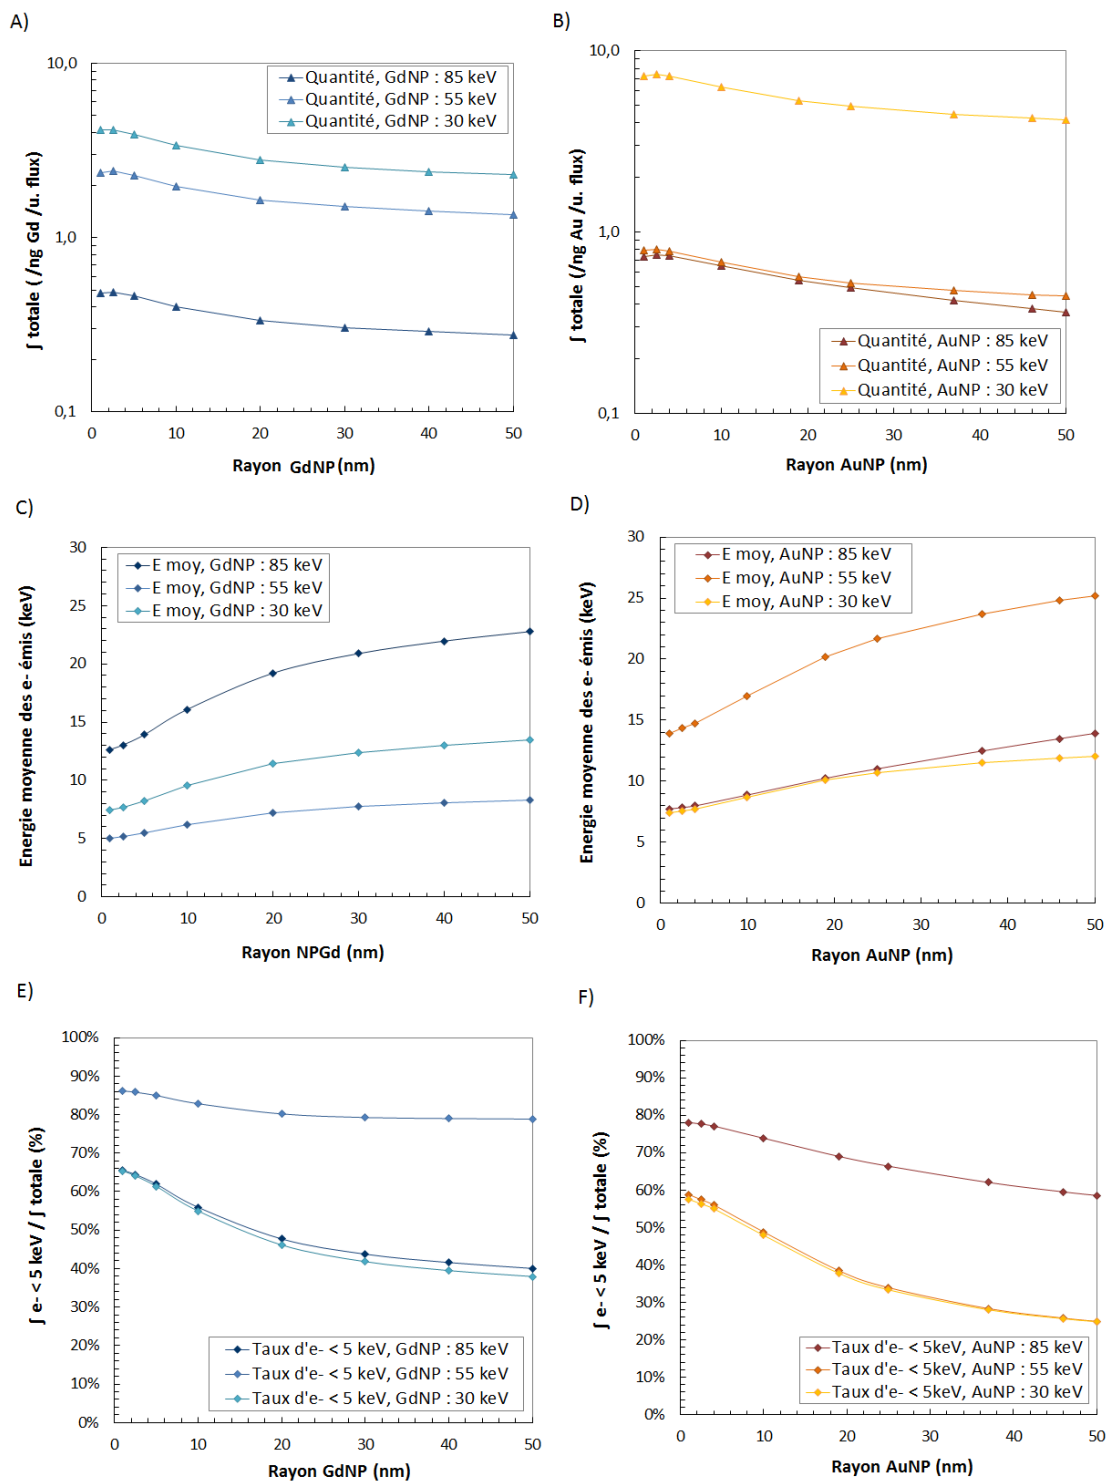 A)
∫ totale ( /ng Gd /u. flux)
10,0
1,0
0,1
Quantité, GdNP : 85 keV
Quantité, GdNP : 55 keV
Quantité, GdNP : 30 keV
0 10 20 30 40 50
Rayon GdNP (nm)
B)
∫ totale (/ng Au /u. flux)
10,0
1,0
0,1
Quantité, AuNP : 85 keV
Quantité, AuNP : 55 keV
Quantité, AuNP : 30 keV
0 10 20 30 40 50
Rayon AuNP (nm)
C)
Energie moyenne des e- émis (keV)
30
25
20
15
10
5
0
E moy, GdNP : 85 keV
E moy, GdNP : 55 keV
E moy, GdNP : 30 keV
0 10 20 30 40 50
Rayon NPGd (nm)
D)
Energie moyenne des e- émis (keV)
30
25
20
15
10
5
0
E moy, AuNP : 85 keV
E moy, AuNP : 55 keV
E moy, AuNP : 30 keV
0 10 20 30 40 50
Rayon AuNP (nm)
E)
∫ e- < 5 keV / ∫ totale (%)
100%
90%
80%
70%
60%
50%
40%
30%
20%
10%
0%
Taux d'e- < 5 keV, GdNP : 85 keV
Taux d'e- < 5 keV, GdNP : 55 keV
Taux d'e- < 5 keV, GdNP : 30 keV
0 10 20 30 40 50
Rayon GdNP (nm)
F)
∫ e- < 5 keV / ∫ totale (%)
100%
90%
80%
70%
60%
50%
40%
30%
20%
10%
0%
Taux d'e- < 5keV, AuNP : 85 keV
Taux d'e- < 5keV, AuNP : 55 keV
Taux d'e- < 5keV, AuNP : 30 keV
0 10 20 30 40 50
Rayon AuNP (nm)